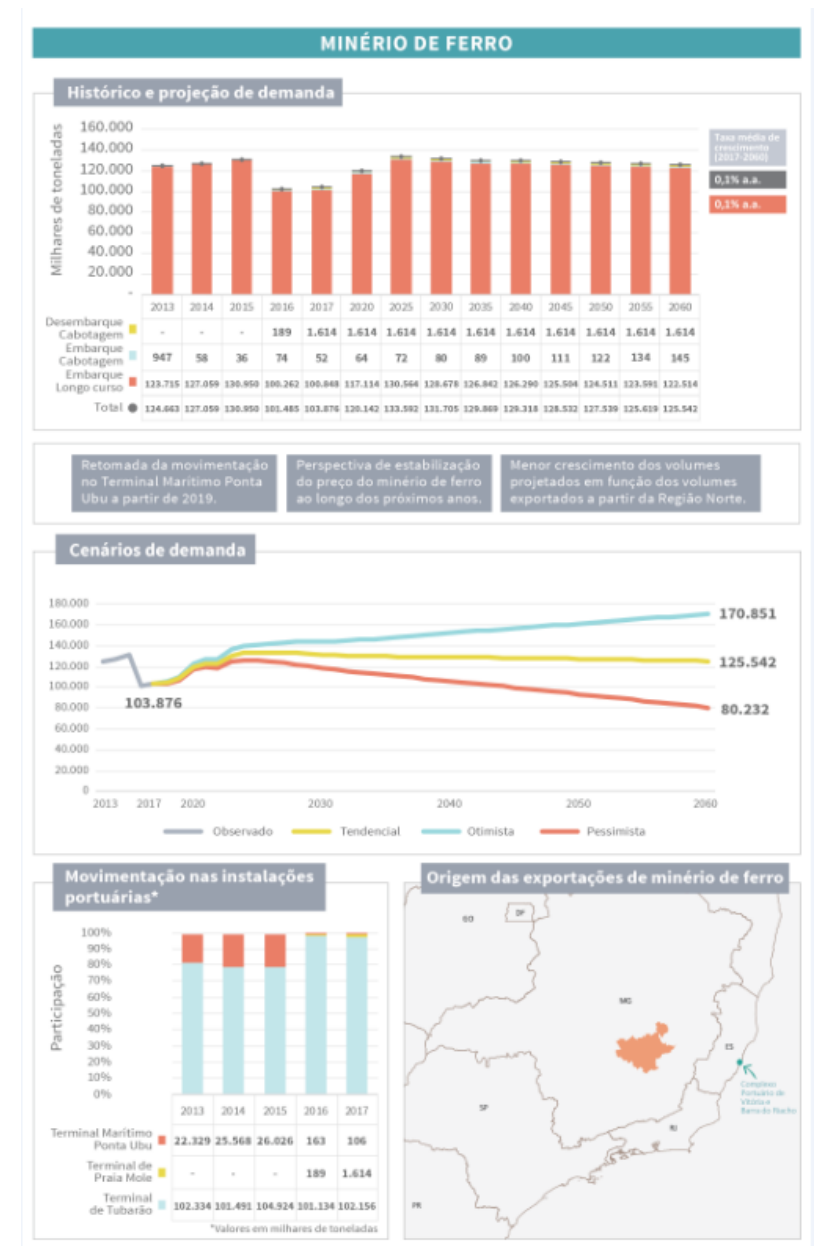 MINÉRIO DE FERRO
Histórico e projeção de demanda
Milhares de toneladas
160.000
140.000
120.000
100.000
80.000
60.000
40.000
20.000
-
Taxa média de
crescimento
(2017-2060)
0,1% a.a.
0,1% a.a.
2013 2014 2015 2016 2017 2020 2025 2030 2035 2040 2045 2050 2055 2060
Desembarque
Cabotagem - - - 189 1.614 1.614 1.614 1.614 1.614 1.614 1.614 1.614 1.614 1.614
Embarque
Cabotagem 947 58 36 74 52 64 72 80 89 100 111 122 134 145
Embarque
Longo curso 123.715 127.059 130.950 100.262 100.848 117.114 130.564 128.678 126.842 126.290 125.504 124.511 123.591 122.514
Total 124.663 127.059 130.950 101.485 103.876 120.142 133.592 131.705 129.869 129.318 128.532 127.539 125.619 125.542
Retomada da movimentação
no Terminal Marítimo Ponta
Ubu a partir de 2019.
Perspectiva de estabilização
do preço do minério de ferro
ao longo dos próximos anos.
Menor crescimento dos volumes
projetados em função dos volumes
exportados a partir da Região Norte.
Cenários de demanda
180.000
160.000
140.000
120.000
100.000
80.000
60.000
40.000
20.000
0
170.851
125.542
103.876
80.232
2013 2017 2020 2030 2040 2050 2060
Observado Tendencial Otimista Pessimista
Movimentação nas instalações
portuárias*
Participação
100%
90%
80%
70%
60%
50%
40%
30%
20%
10%
0%
2013 2014 2015 2016 2017
Terminal Marítimo
Ponta Ubu 22.329 25.568 26.026 163 106
Terminal de
Praia Mole - - - 189 1.614
Terminal
de Tubarão 102.334 101.491 104.924 101.134 102.156
*Valores em milhares de toneladas
Origem das exportações de minério de ferro
GO
DF
MG
ES
SP
RJ
PR
Complexo
Portuário de
Vitória e
Barra do Riacho